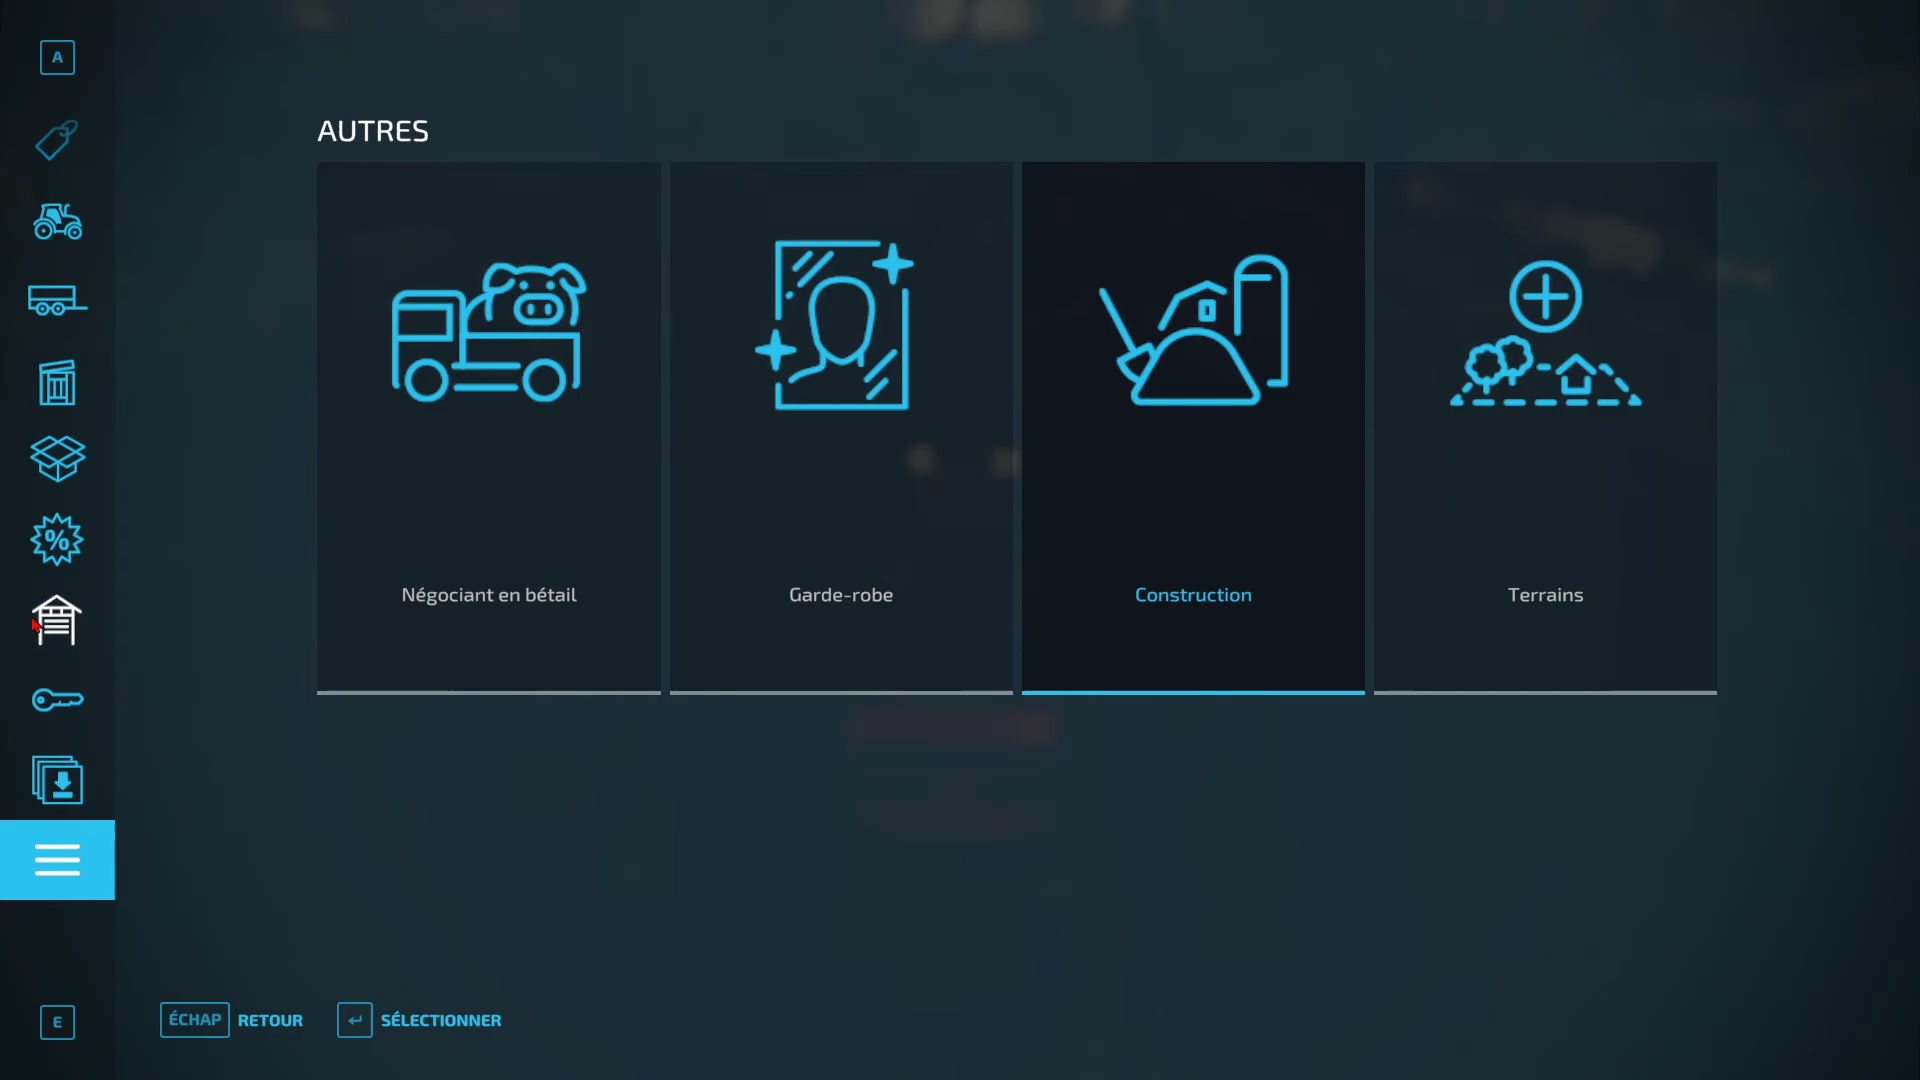 A
AUTRES
%
Négociant en bétail
Garde-robe
Construction
Terrains
E
ÉCHAP RETOUR
SÉLECTIONNER